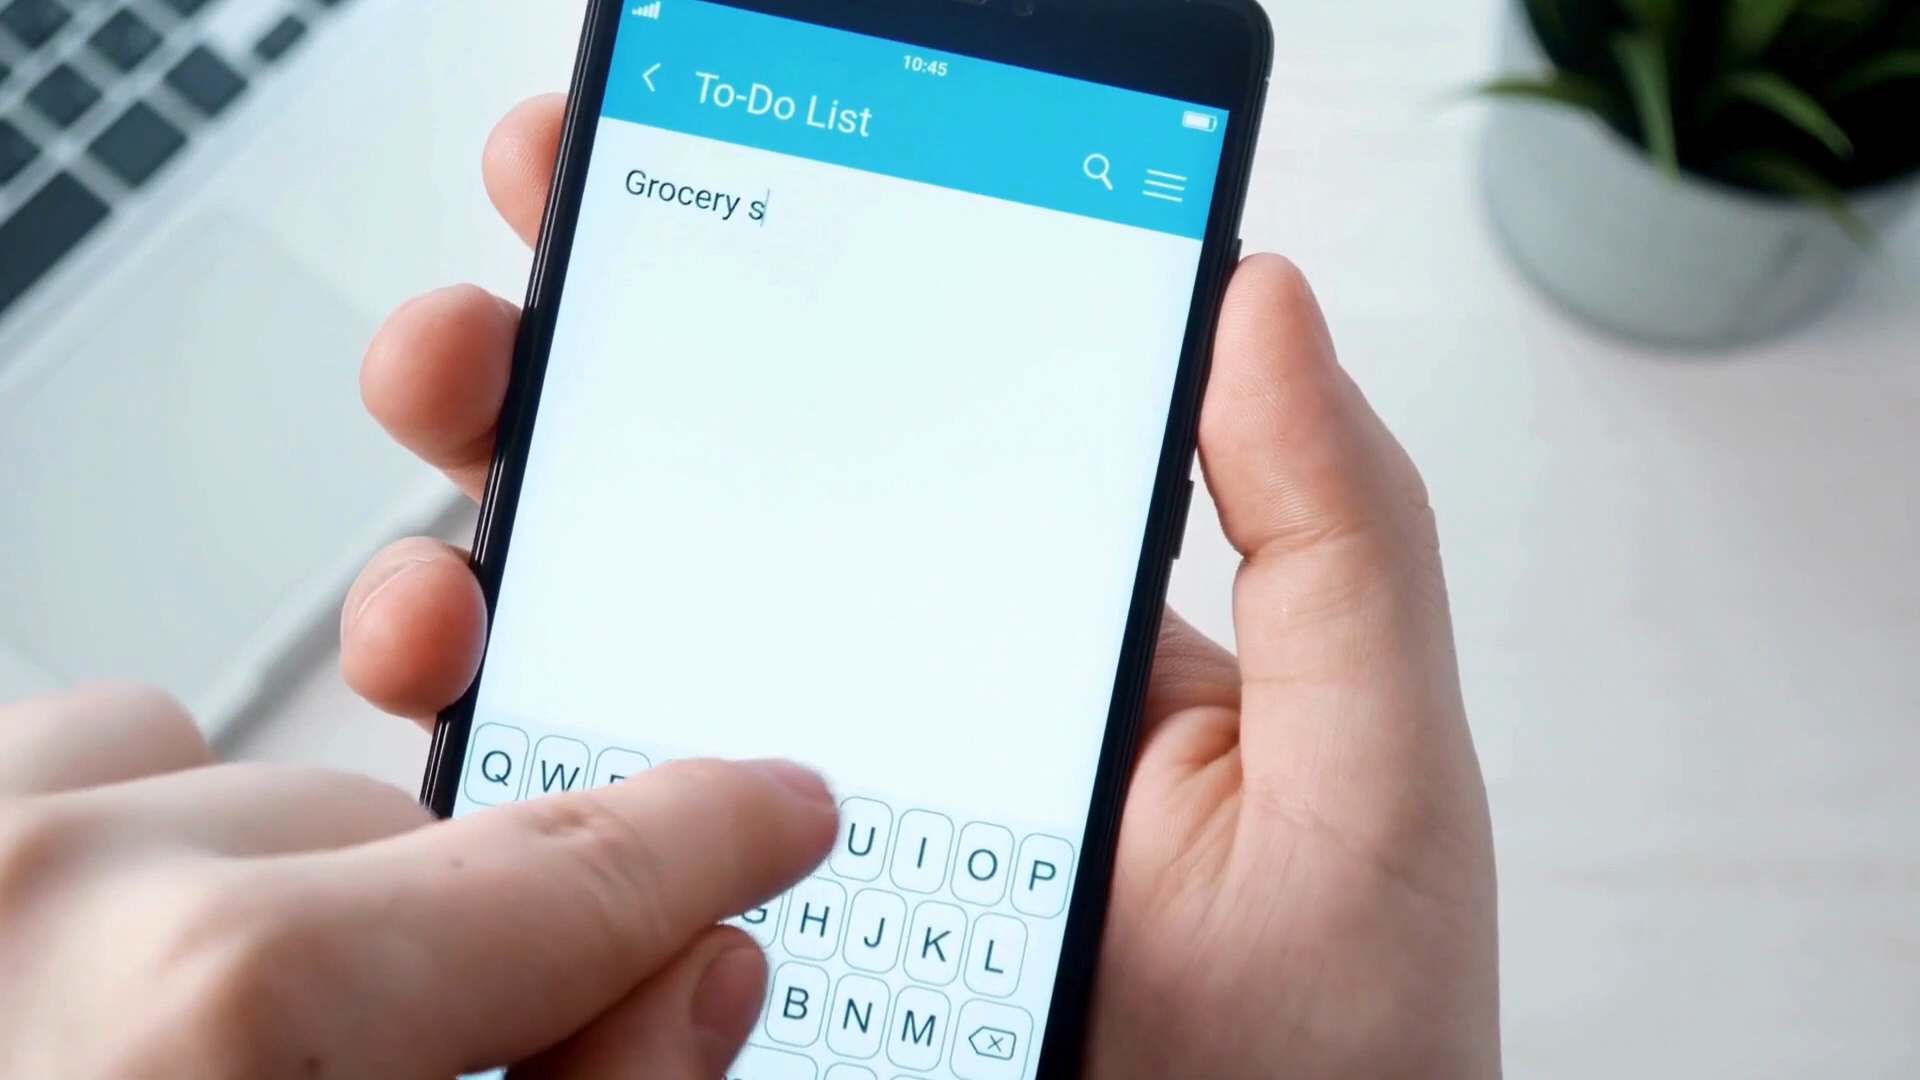 10:45
To-Do List
Grocery s
Q W U I O P
G H J K L
B N M